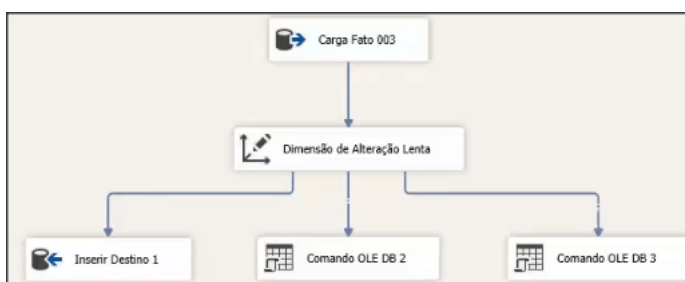 Carga Fato 003
Dimensão de Alteração Lenta
Inserir Destino 1
Comando OLE DB 2
Comando OLE DB 3